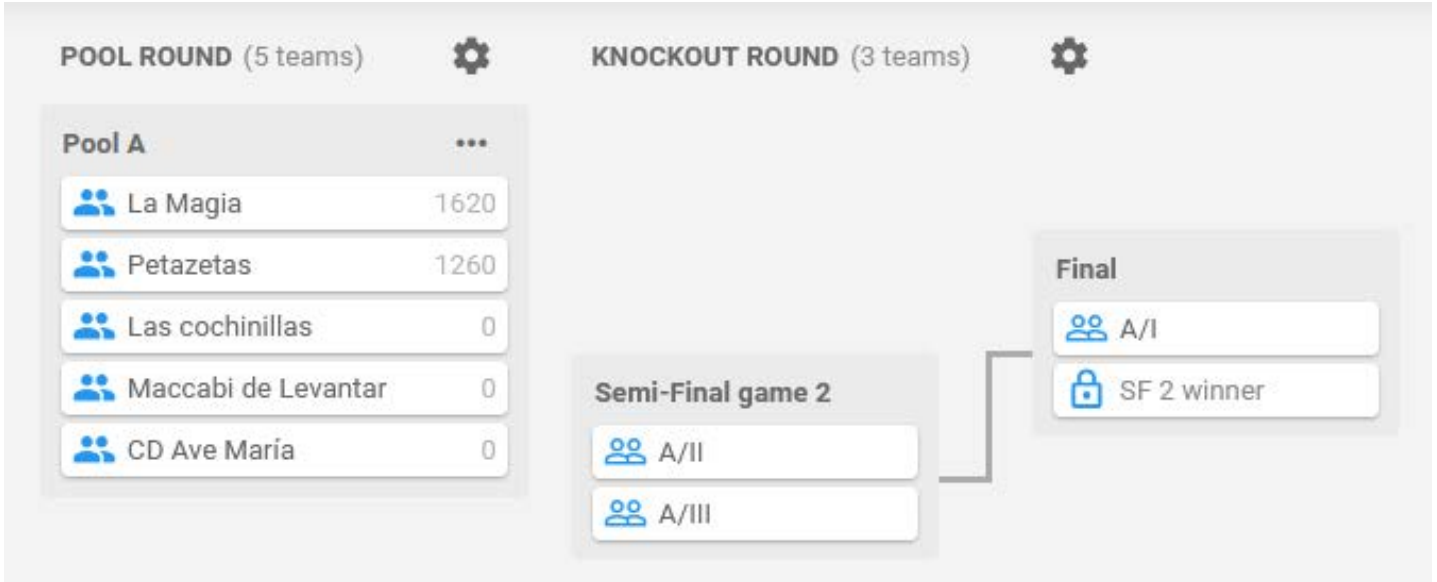 POOL ROUND (5 teams)
KNOCKOUT ROUND (3 teams)
Pool A
La Magia 1620
Petazetas 1260
Las cochinillas 0
Maccabi de Levantar 0
CD Ave María 0
Semi-Final game 2
A/II
A/III
Final
A/I
SF 2 winner